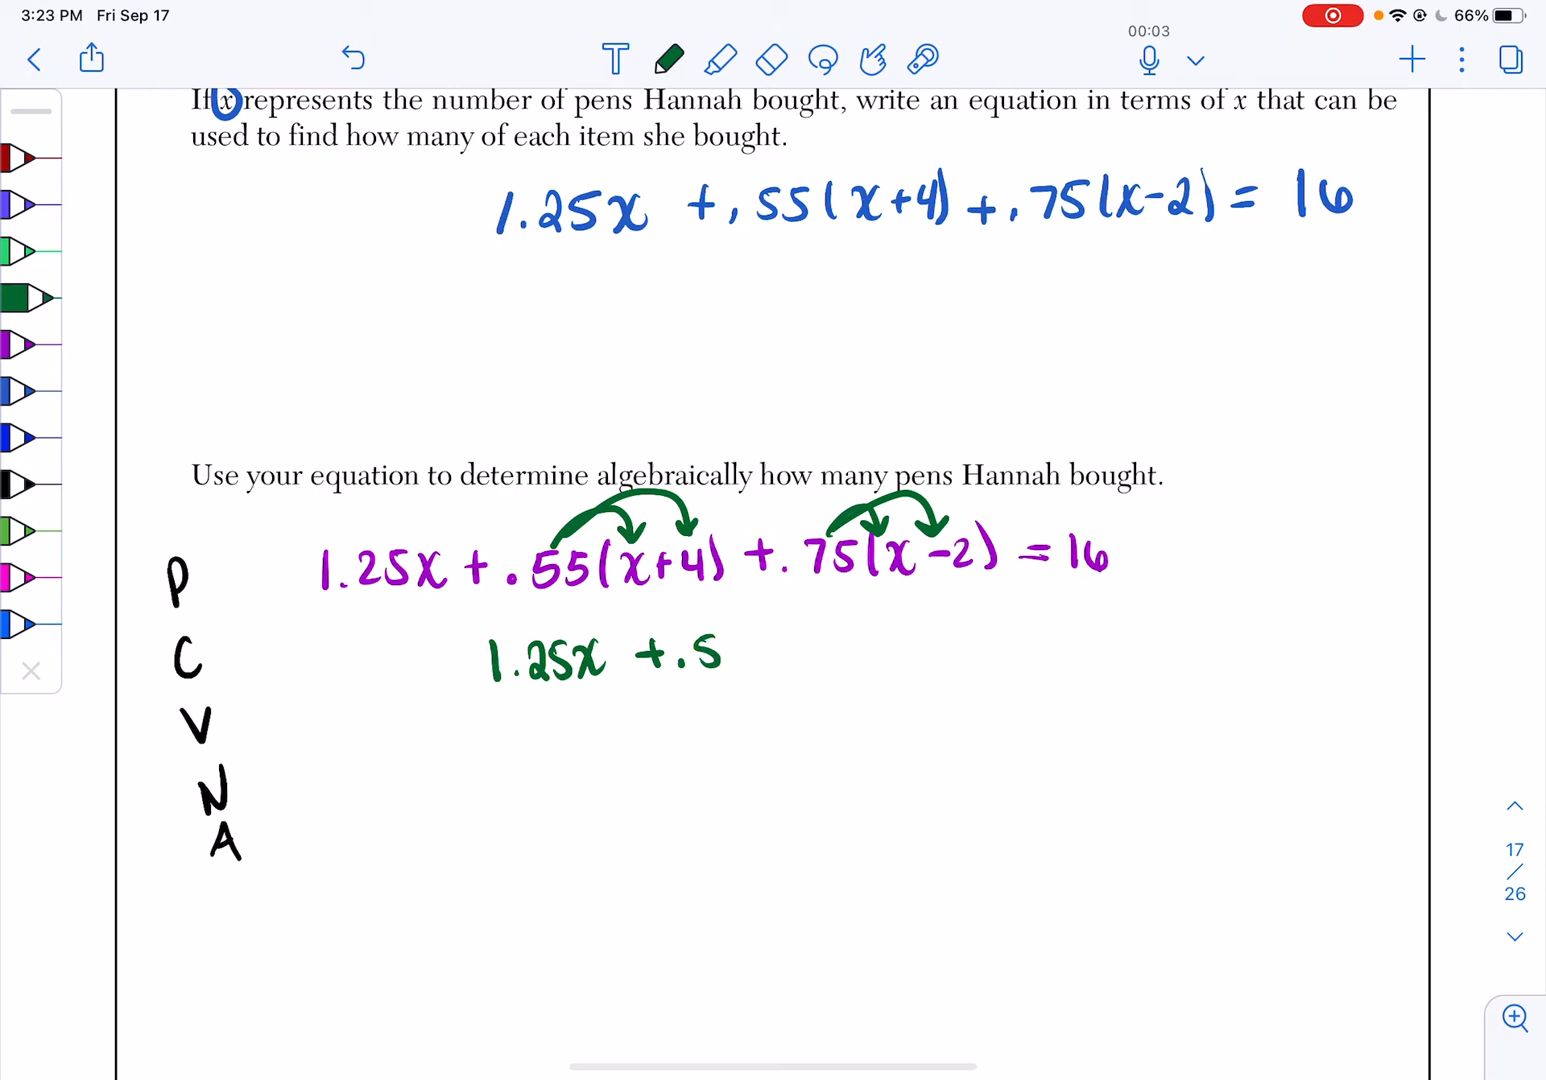 3:23 PM Fri Sep 17
66%
00:03
T
If x represents the number of pens Hannah bought, write an equation in terms of x that can be
used to find how many of each item she bought.
1.25x + .55(x+4) + .75(x-2) = 16
Use your equation to determine algebraically how many pens Hannah bought.
P
1.25x + .55(x+4) + .75(x-2) = 16
C
1.25x + .5
V
N
A
17
/
26